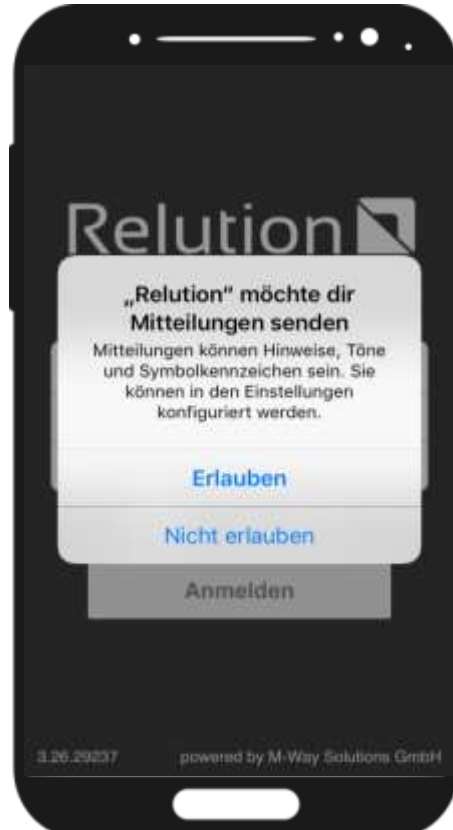 Relution
„Relution" möchte dir
Mitteilungen senden
Mitteilungen können Hinweise, Töne
und Symbolkennzeichen sein. Sie
können in den Einstellungen
konfiguriert werden.
Erlauben
Nicht erlauben
Anmelden
3.26.29237 powered by M-Way Solutions GmbH